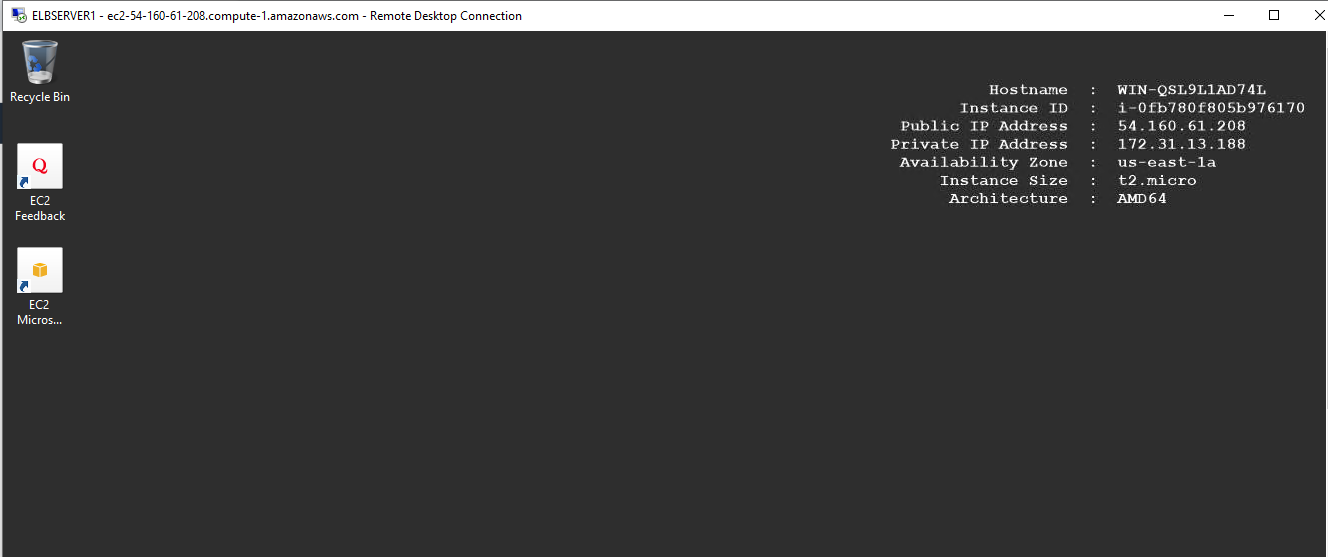 ELBSERVER1 - ec2-54-160-61-208.compute-1.amazonaws.com - Remote Desktop Connection
Recycle Bin
Q
EC2
Feedback
EC2
Micros...
Hostname : WIN-QSL9L1AD74L
Instance ID : i-0fb780f805b976170
Public IP Address : 54.160.61.208
Private IP Address : 172.31.13.188
Availability Zone : us-east-1a
Instance Size : t2.micro
Architecture : AMD64